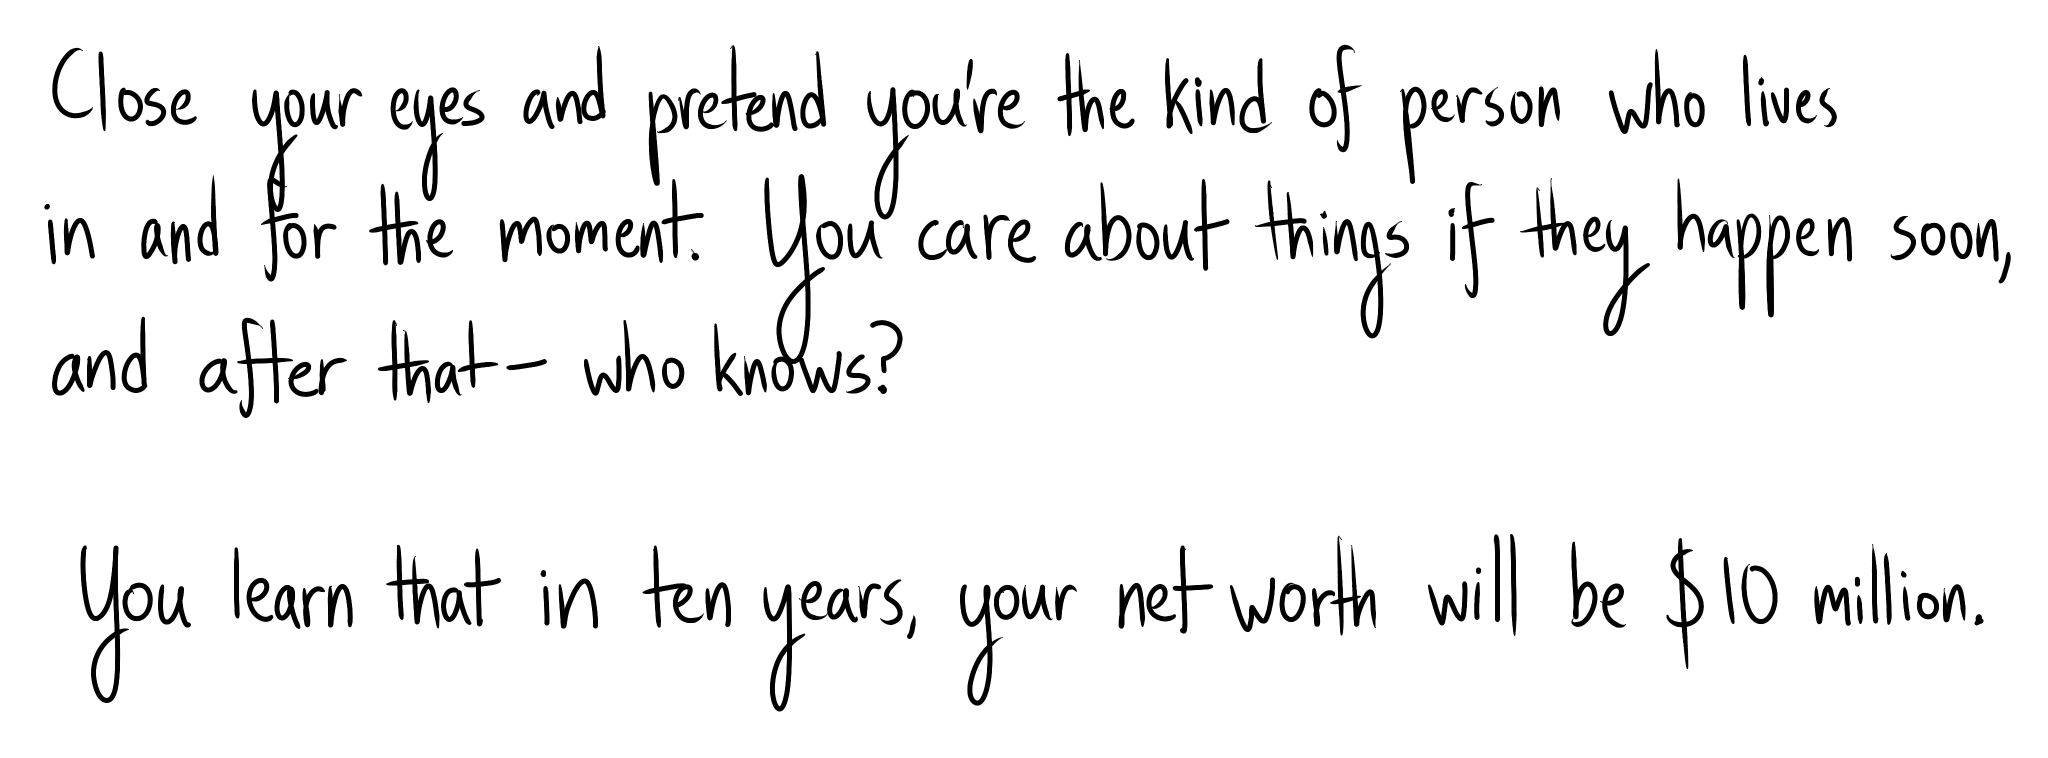 Close your eyes and pretend you're the kind of person who lives
in and for the moment. You care about things if they happen soon,
and after that – who knows?
You learn that in ten years, your net worth will be $10 million.